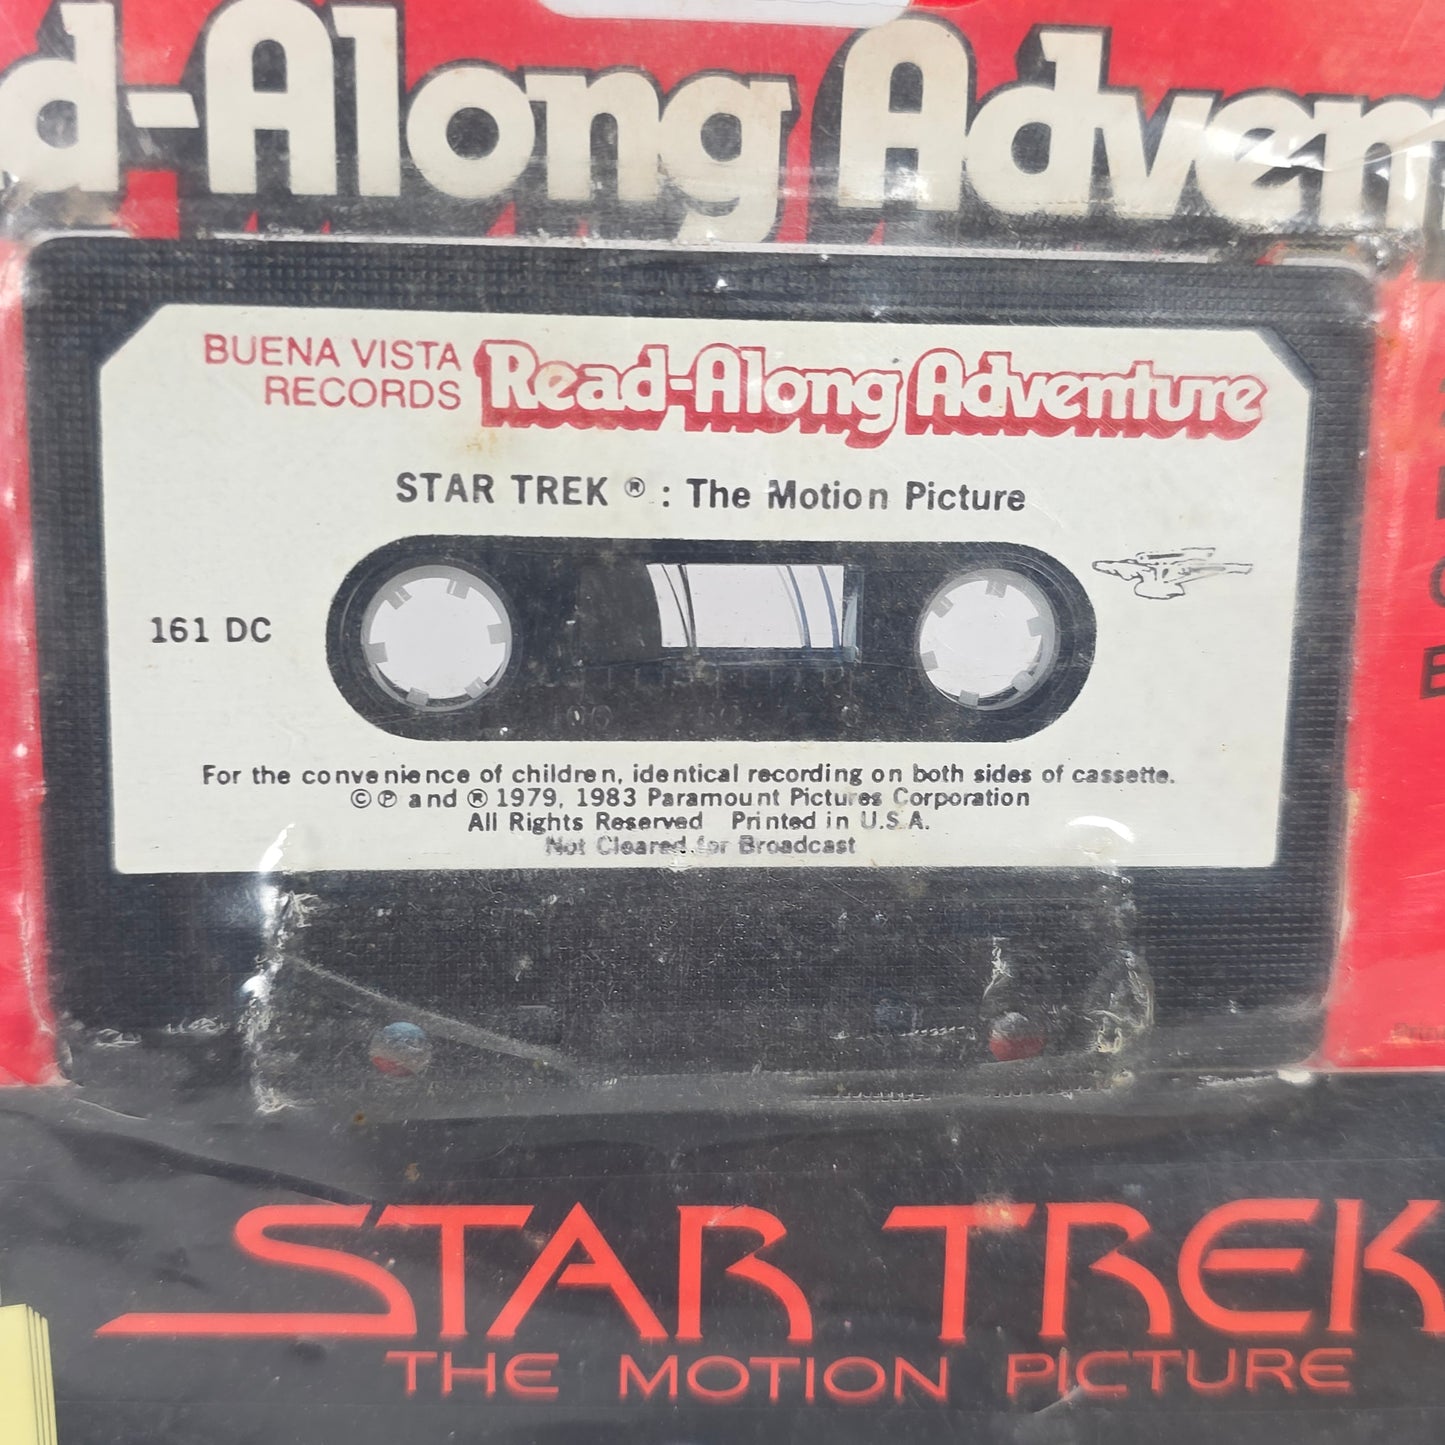 d-Along Adven
BUENA VISTA
RECORDS
Read-Along Adventure
STAR TREK ® : The Motion Picture
161 DC
For the convenience of children, identical recording on both sides of cassette.
©℗ and ® 1979, 1983 Paramount Pictures Corporation
All Rights Reserved Printed in U.S.A.
Not Cleared for Broadcast
STAR TREK
THE MOTION PICTURE